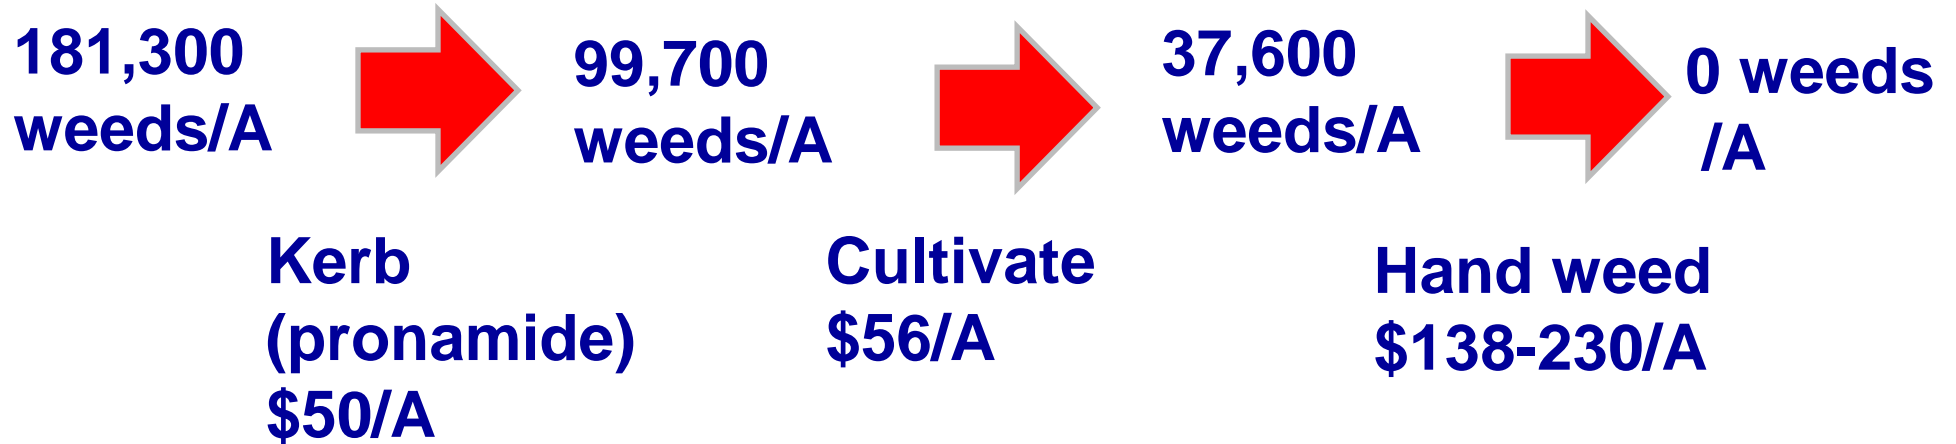 181,300
weeds/A
99,700
weeds/A
37,600
weeds/A
0 weeds
/A
Kerb
(pronamide)
$50/A
Cultivate
$56/A
Hand weed
$138-230/A